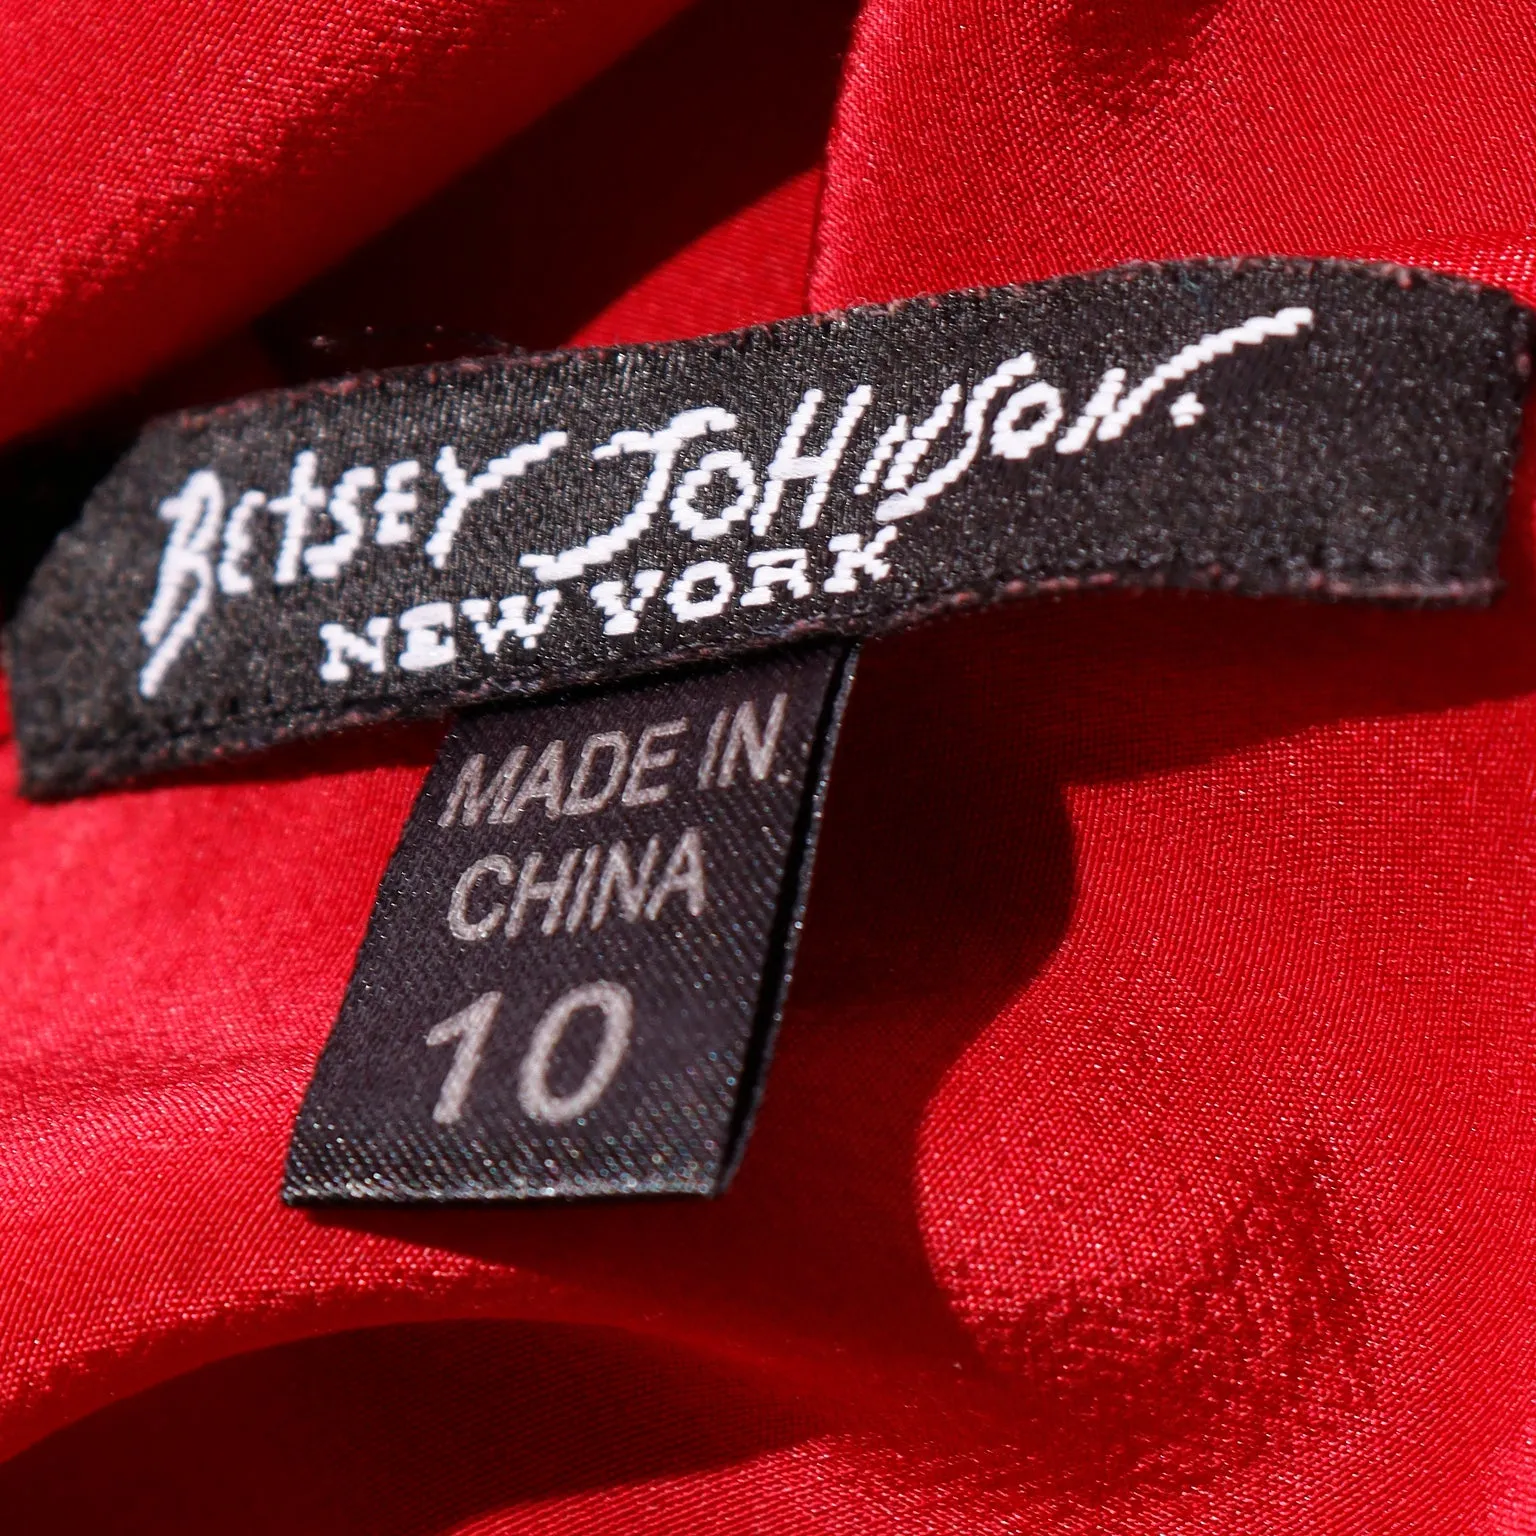 BETSEY JOHNSON.
NEW YORK
MADE IN
CHINA
10